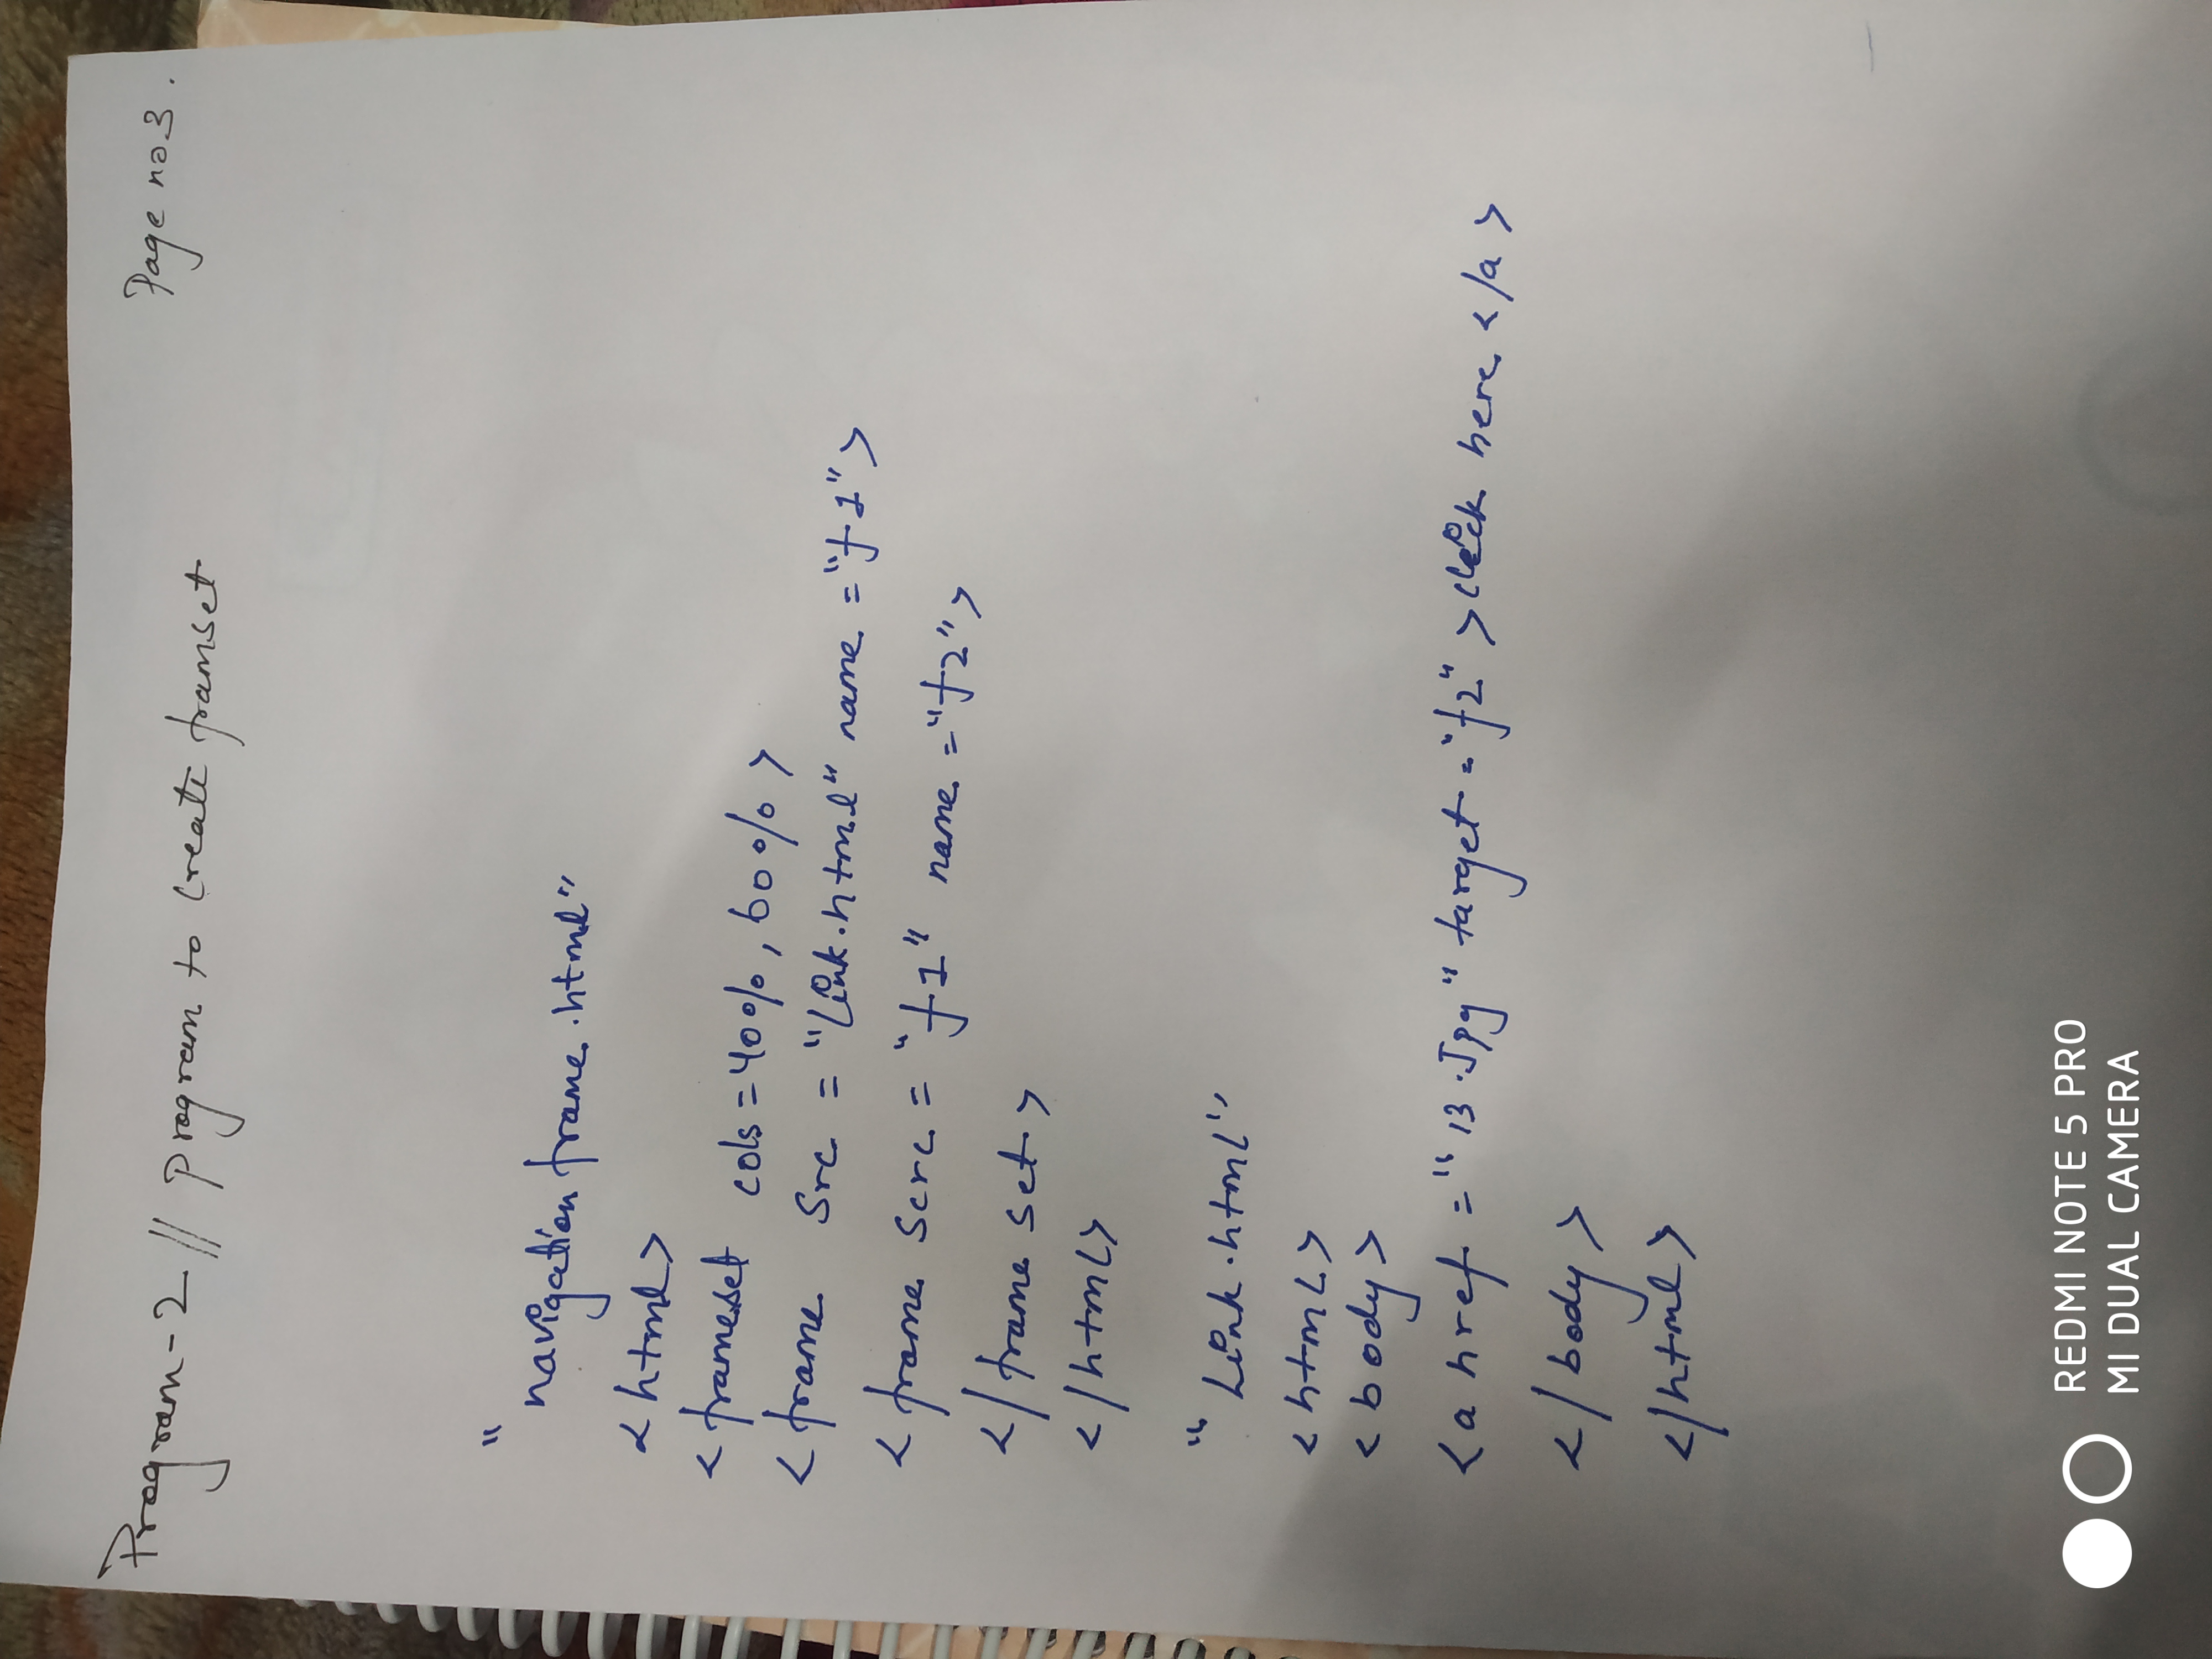 Program-2 // program to create framset
Page no.3.
"navigation frame.html"
<html>
<frameset cols=40%, 60%>
<frame src = "link.html" name = "f1">
<frame scrc = "f1" name = "f2">
</frame set>
</html>
"Link.html"
<html>
<body>
<a href = "13.Jpg" target = "f2" >click here </a>
</body>
</html>
REDMI NOTE 5 PRO
MI DUAL CAMERA